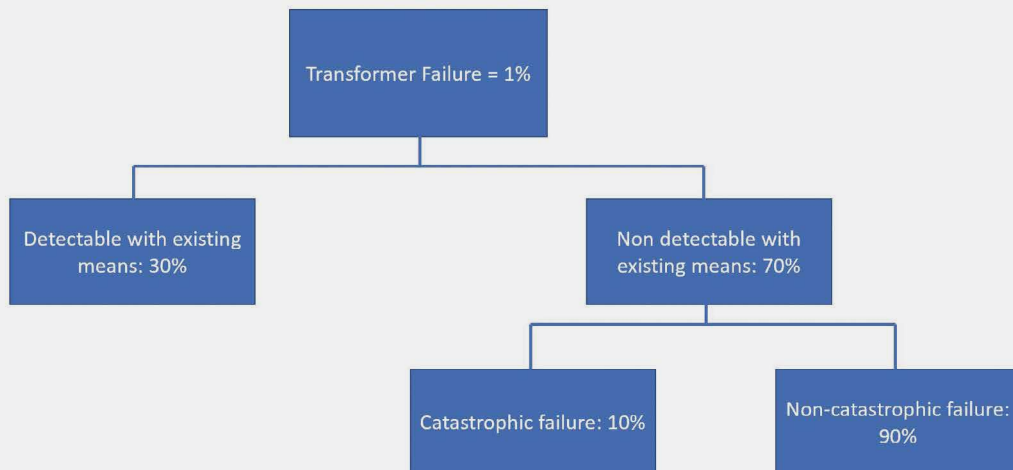 Transformer Failure = 1%
Detectable with existing
means: 30%
Non detectable with
existing means: 70%
Catastrophic failure: 10%
Non-catastrophic failure:
90%